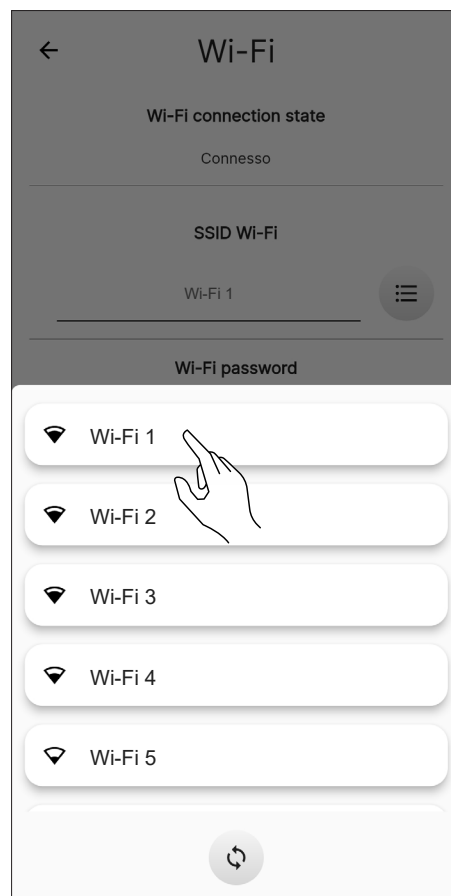 Wi-Fi
Wi-Fi connection state
Connesso
SSID Wi-Fi
Wi-Fi 1
Wi-Fi password
Wi-Fi 1
Wi-Fi 2
Wi-Fi 3
Wi-Fi 4
Wi-Fi 5